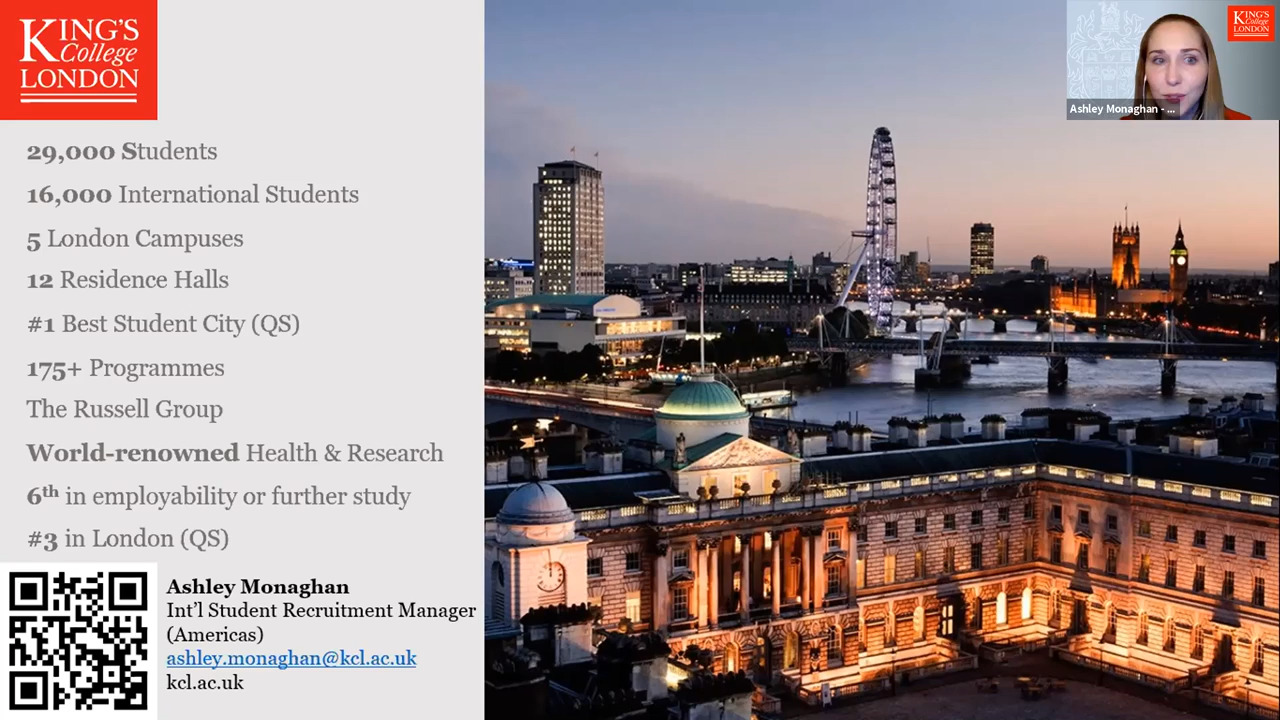 KING'S
College
LONDON
29,000 Students
16,000 International Students
5 London Campuses
12 Residence Halls
#1 Best Student City (QS)
175+ Programmes
The Russell Group
World-renowned Health & Research
6th in employability or further study
#3 in London (QS)
Ashley Monaghan
Int'l Student Recruitment Manager
(Americas)
ashley.monaghan@kcl.ac.uk
kcl.ac.uk
KING'S
College
LONDON
Ashley Monaghan - ...